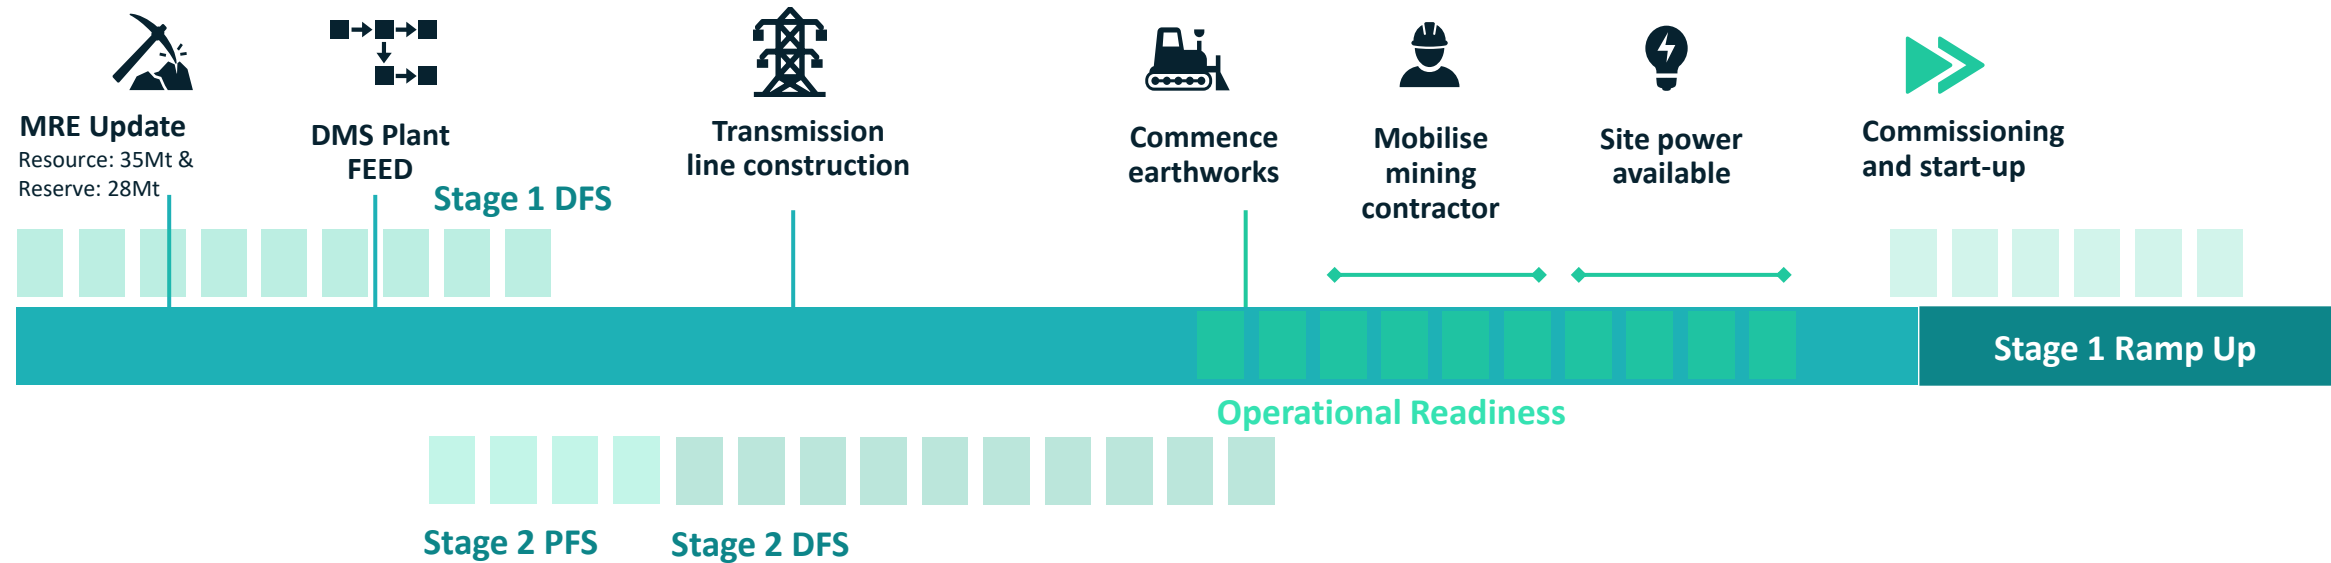 MRE Update
Resource: 35Mt &
Reserve: 28Mt
DMS Plant
FEED
Stage 1 DFS
Transmission
line construction
Commence
earthworks
Mobilise
mining
contractor
Site power
available
Commissioning
and start-up
Stage 1 Ramp Up
Operational Readiness
Stage 2 PFS
Stage 2 DFS